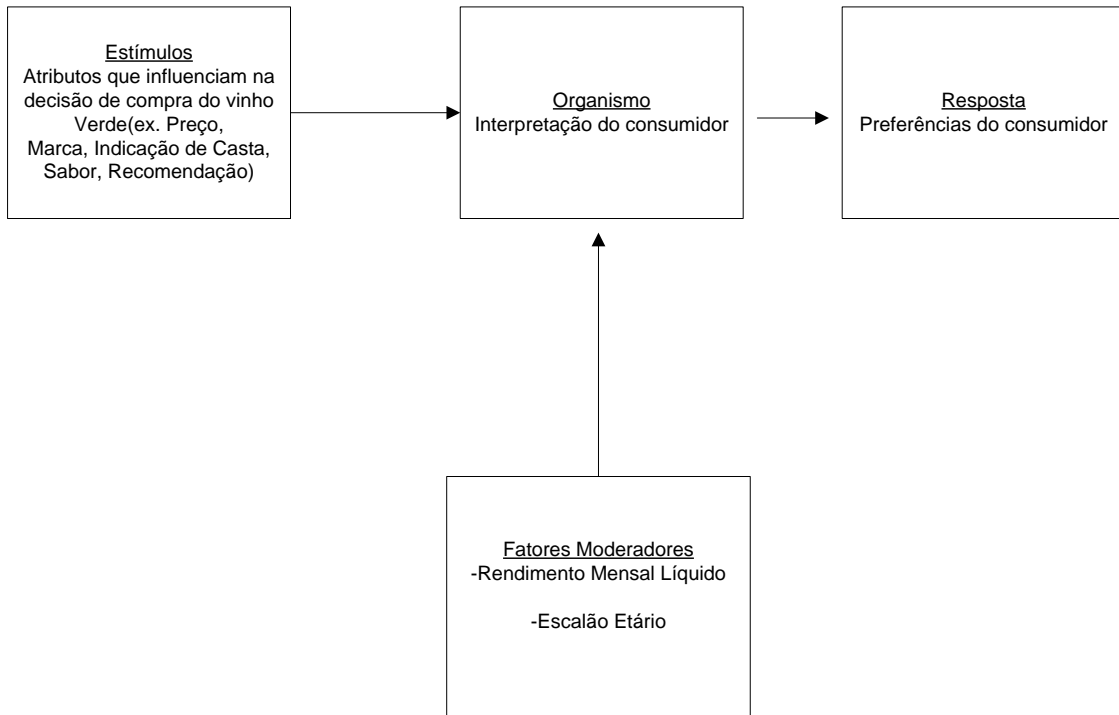 Estímulos
Atributos que influenciam na
decisão de compra do vinho
Verde(ex. Preço,
Marca, Indicação de Casta,
Sabor, Recomendação)
Organismo
Interpretação do consumidor
Resposta
Preferências do consumidor
Fatores Moderadores
-Rendimento Mensal Líquido
-Escalão Etário